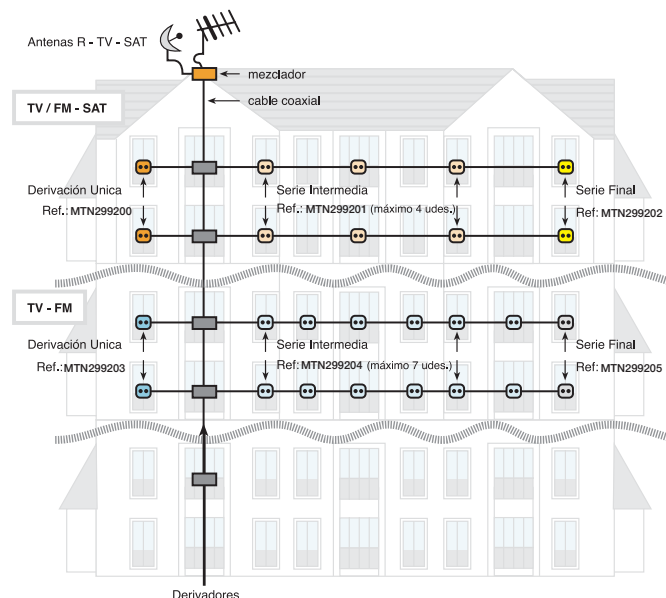 Antenas R - TV - SAT
mezclador
TV / FM - SAT
cable coaxial
Derivación Unica
Ref.: MTN299200
Serie Intermedia
Ref.: MTN299201 (máximo 4 udes.)
Serie Final
Ref: MTN299202
TV - FM
Derivación Unica
Ref.: MTN299203
Serie Intermedia
Ref: MTN299204 (máximo 7 udes.)
Serie Final
Ref: MTN299205
Derivadores